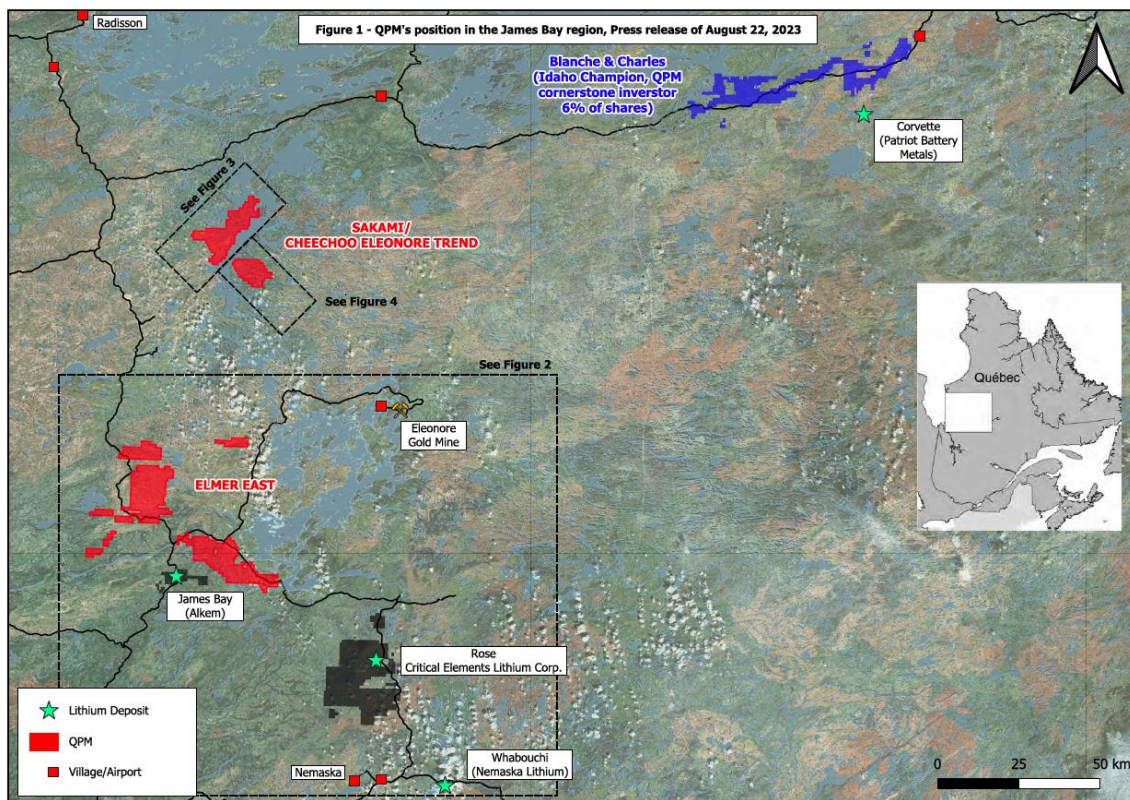 Figure 1 - QPM's position in the James Bay region, Press release of August 22, 2023
Radisson
Blanche & Charles
(Idaho Champion, QPM
cornerstone inverstor
6% of shares)
Corvette
(Patriot Battery
Metals)
See Figure 3
SAKAMI/
CHEECHOO ELEONORE TREND
See Figure 4
Québec
See Figure 2
Eleonore
Gold Mine
ELMER EAST
James Bay
(Alkem)
Rose
Critical Elements Lithium Corp.
Lithium Deposit
QPM
Village/Airport
Nemaska
Whabouchi
(Nemaska Lithium)
0 25 50 km